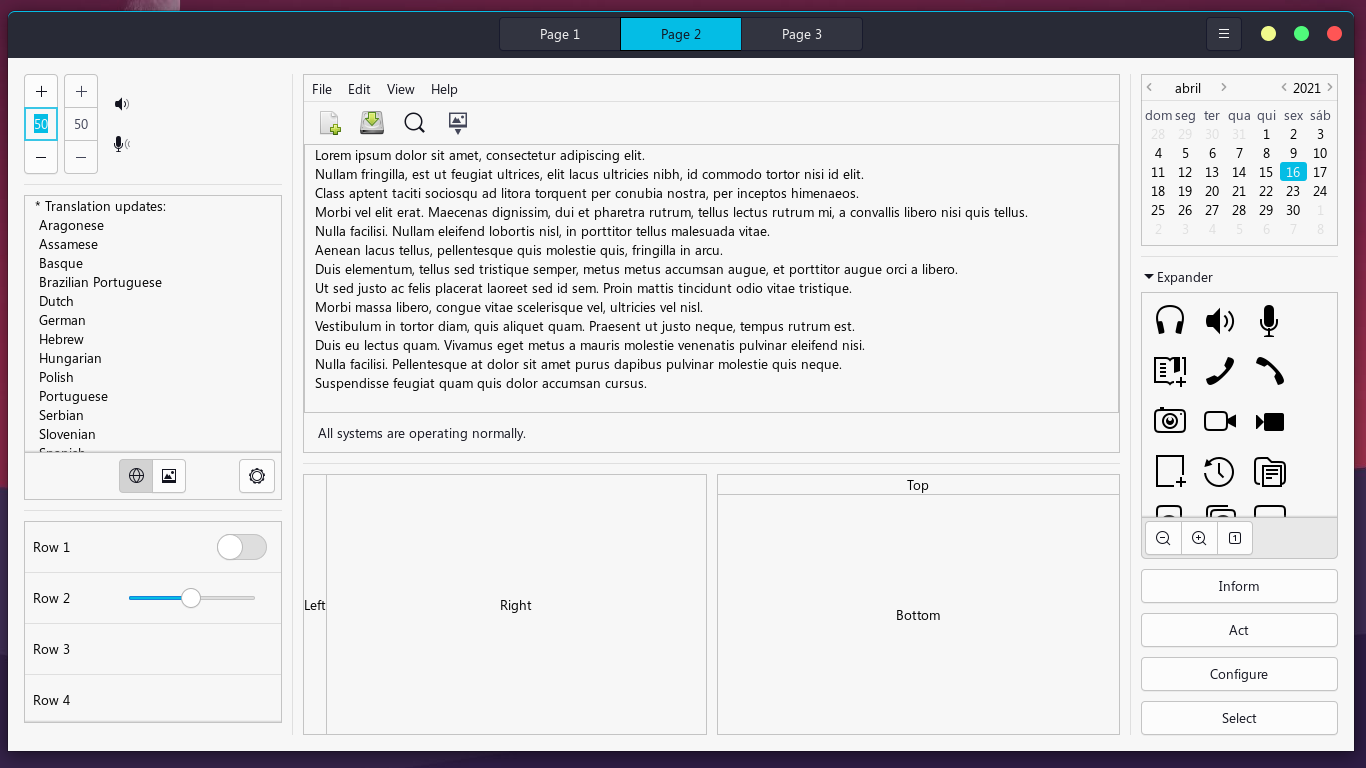 Page 1
Page 2
Page 3
50
50
* Translation updates:
Aragonese
Assamese
Basque
Brazilian Portuguese
Dutch
German
Hebrew
Hungarian
Polish
Portuguese
Serbian
Slovenian
Spanish
Row 1
Row 2
Row 3
Row 4
File Edit View Help
Lorem ipsum dolor sit amet, consectetur adipiscing elit.
Nullam fringilla, est ut feugiat ultrices, elit lacus ultricies nibh, id commodo tortor nisi id elit.
Class aptent taciti sociosqu ad litora torquent per conubia nostra, per inceptos himenaeos.
Morbi vel elit erat. Maecenas dignissim, dui et pharetra rutrum, tellus lectus rutrum mi, a convallis libero nisi quis tellus.
Nulla facilisi. Nullam eleifend lobortis nisl, in porttitor tellus malesuada vitae.
Aenean lacus tellus, pellentesque quis molestie quis, fringilla in arcu.
Duis elementum, tellus sed tristique semper, metus metus accumsan augue, et porttitor augue orci a libero.
Ut sed justo ac felis placerat laoreet sed id sem. Proin mattis tincidunt odio vitae tristique.
Morbi massa libero, congue vitae scelerisque vel, ultricies vel nisl.
Vestibulum in tortor diam, quis aliquet quam. Praesent ut justo neque, tempus rutrum est.
Duis eu lectus quam. Vivamus eget metus a mauris molestie venenatis pulvinar eleifend nisi.
Nulla facilisi. Pellentesque at dolor sit amet purus dapibus pulvinar molestie quis neque.
Suspendisse feugiat quam quis dolor accumsan cursus.
All systems are operating normally.
Left
Right
Top
Bottom
abril 2021
dom seg ter qua qui sex sáb
28 29 30 31 1 2 3
4 5 6 7 8 9 10
11 12 13 14 15 16 17
18 19 20 21 22 23 24
25 26 27 28 29 30 1
2 3 4 5 6 7 8
Expander
1
Inform
Act
Configure
Select